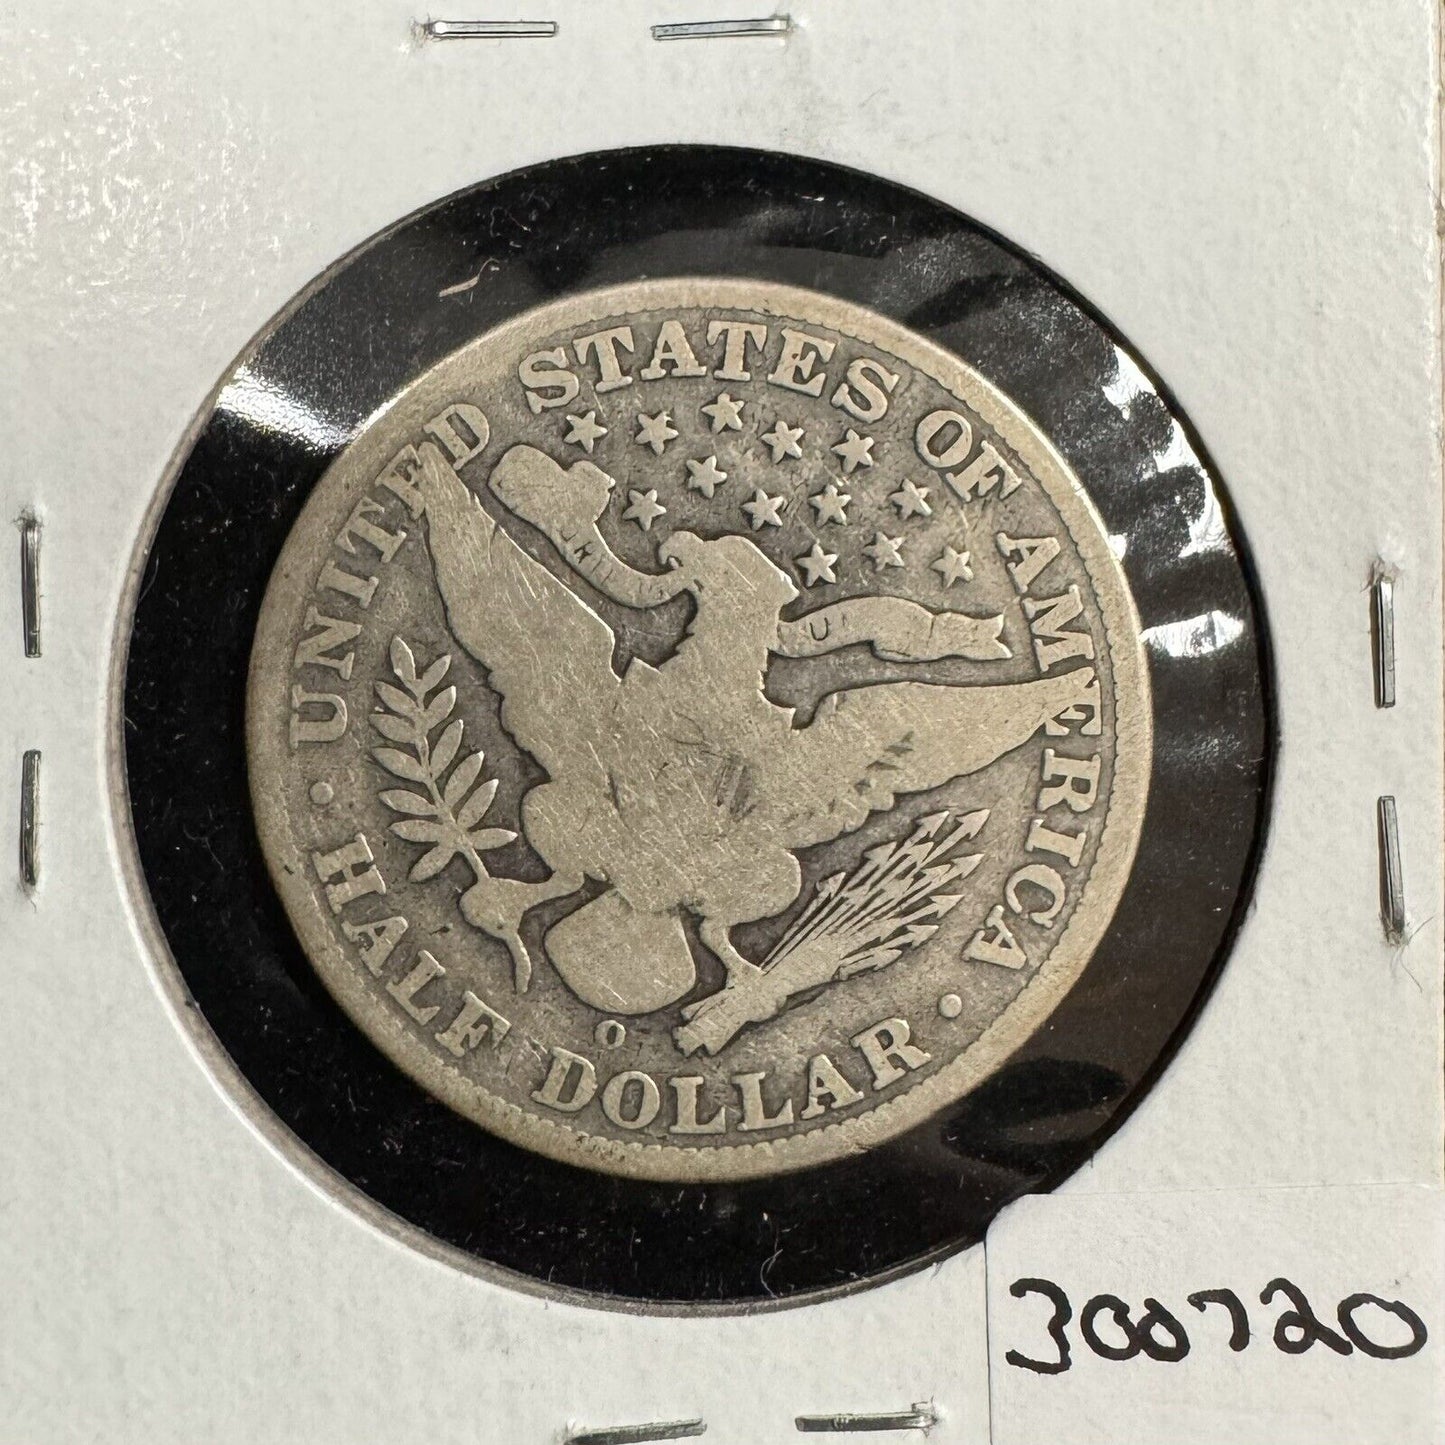 UNITED STATES OF AMERICA
U
· HALF DOLLAR ·
O
300720